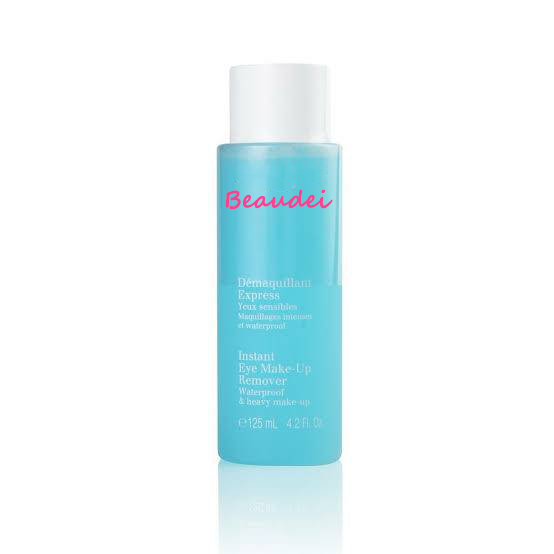 Beaudei
Démaquillant
Express
Yeux sensibles
Maquillages intenses
et waterproof
Instant
Eye Make-Up
Remover
Waterproof
& heavy make-up
℮125 mL 4.2 Fl. Oz